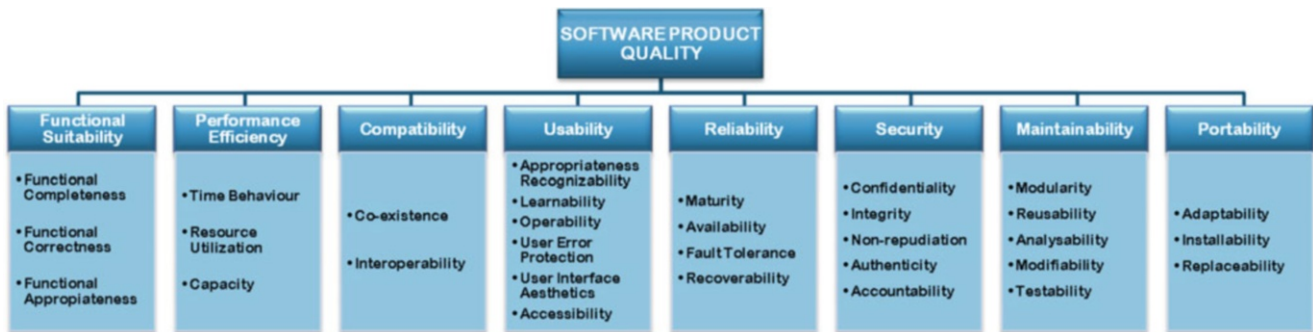 SOFTWARE PRODUCT
QUALITY
Functional
Suitability
• Functional
Completeness
• Functional
Correctness
• Functional
Appropiateness
Performance
Efficiency
• Time Behaviour
• Resource
Utilization
• Capacity
Compatibility
• Co-existence
• Interoperability
Usability
• Appropriateness
Recognizability
• Learnability
• Operability
• User Error
Protection
• User Interface
Aesthetics
• Accessibility
Reliability
• Maturity
• Availability
• Fault Tolerance
• Recoverability
Security
• Confidentiality
• Integrity
• Non-repudiation
• Authenticity
• Accountability
Maintainability
• Modularity
• Reusability
• Analysability
• Modifiability
• Testability
Portability
• Adaptability
• Installability
• Replaceability